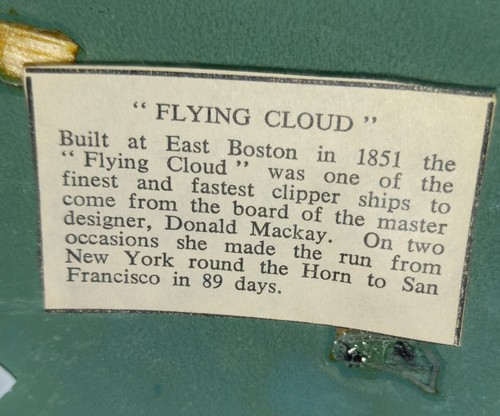 “ FLYING CLOUD ”
Built at East Boston in 1851 the
“ Flying Cloud ” was one of the
finest and fastest clipper ships to
come from the board of the master
designer, Donald Mackay. On two
occasions she made the run from
New York round the Horn to San
Francisco in 89 days.